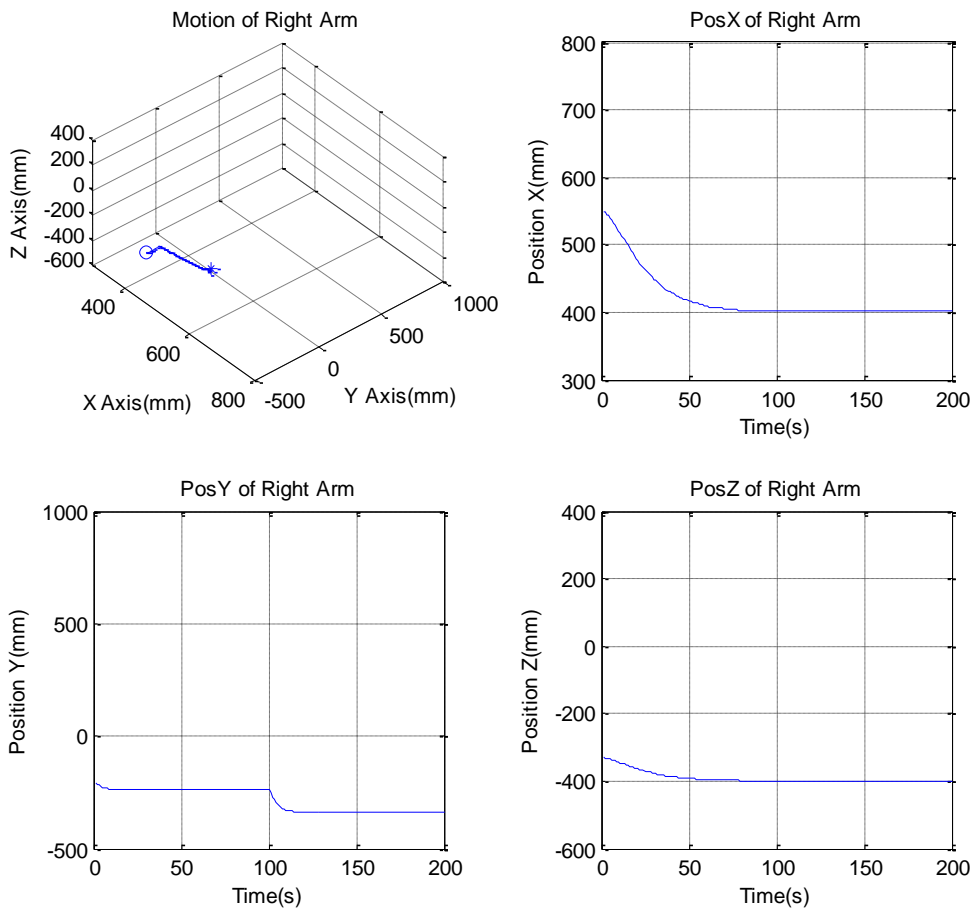 Motion of Right Arm
400
200
0
-200
-400
-600
Z Axis(mm)
400
600
800
X Axis(mm)
-500
0
500
1000
Y Axis(mm)
PosX of Right Arm
800
700
600
500
400
300
Position X(mm)
0 50 100 150 200
Time(s)
PosY of Right Arm
1000
500
0
-500
Position Y(mm)
0 50 100 150 200
Time(s)
PosZ of Right Arm
400
200
0
-200
-400
-600
Position Z(mm)
0 50 100 150 200
Time(s)